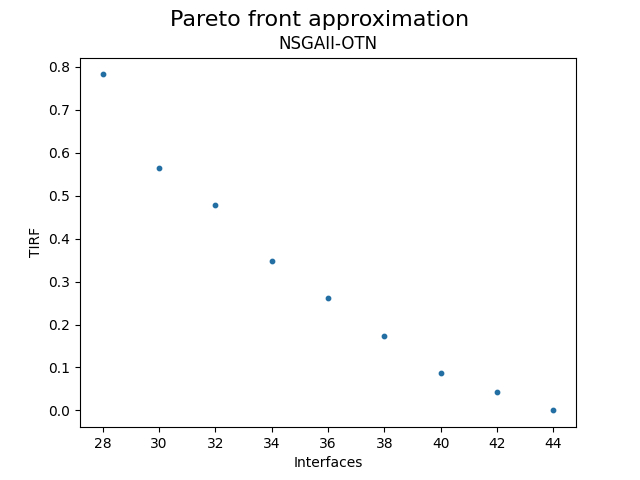 Pareto front approximation
NSGAII-OTN
0.8
0.7
0.6
0.5
0.4
0.3
0.2
0.1
0.0
TIRF
28 30 32 34 36 38 40 42 44
Interfaces